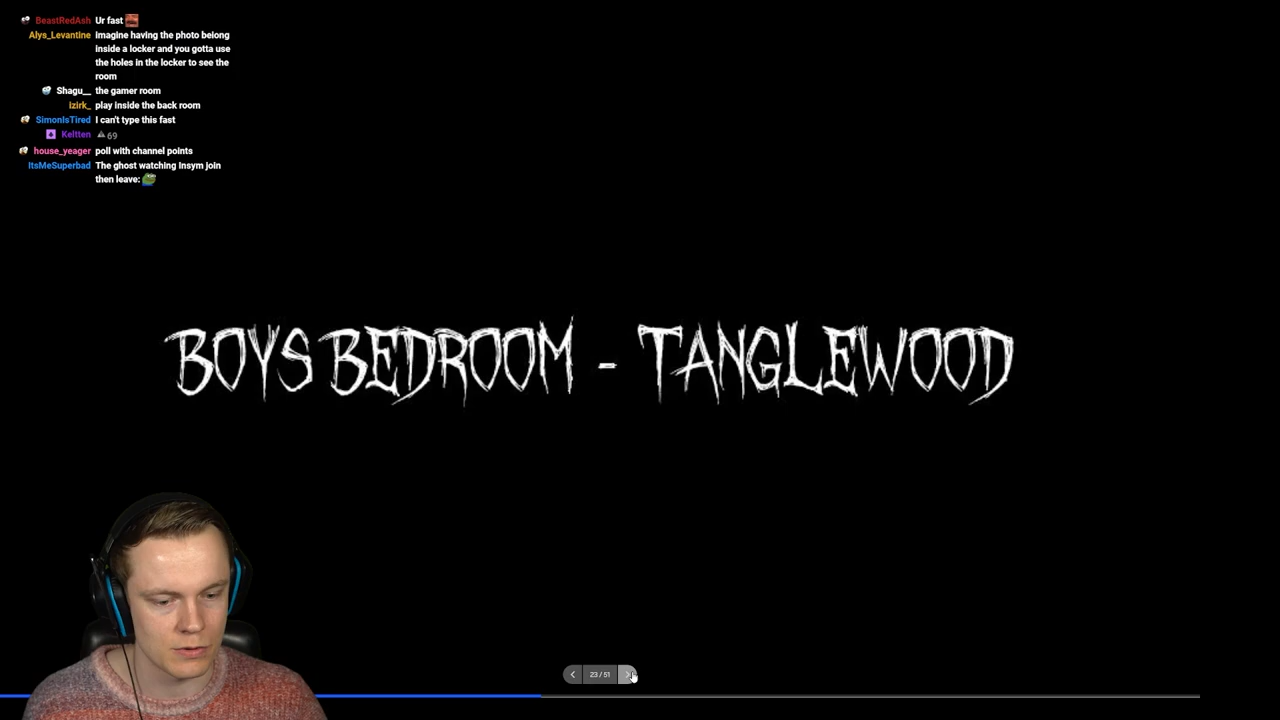 BeastRedAsh Ur fast
Alys_Levantine imagine having the photo being
inside a locker and you gotta use
the holes in the locker to see the
room
Shagu__ the gamer room
izirk_ play inside the back room
SimonIsTired I can't type this fast
Keltten 69
house_yeager poll with channel points
ItsMeSuperbad The ghost watching Insym join
then leave:
BOYS BEDROOM - TANGLEWOOD
23 / 51